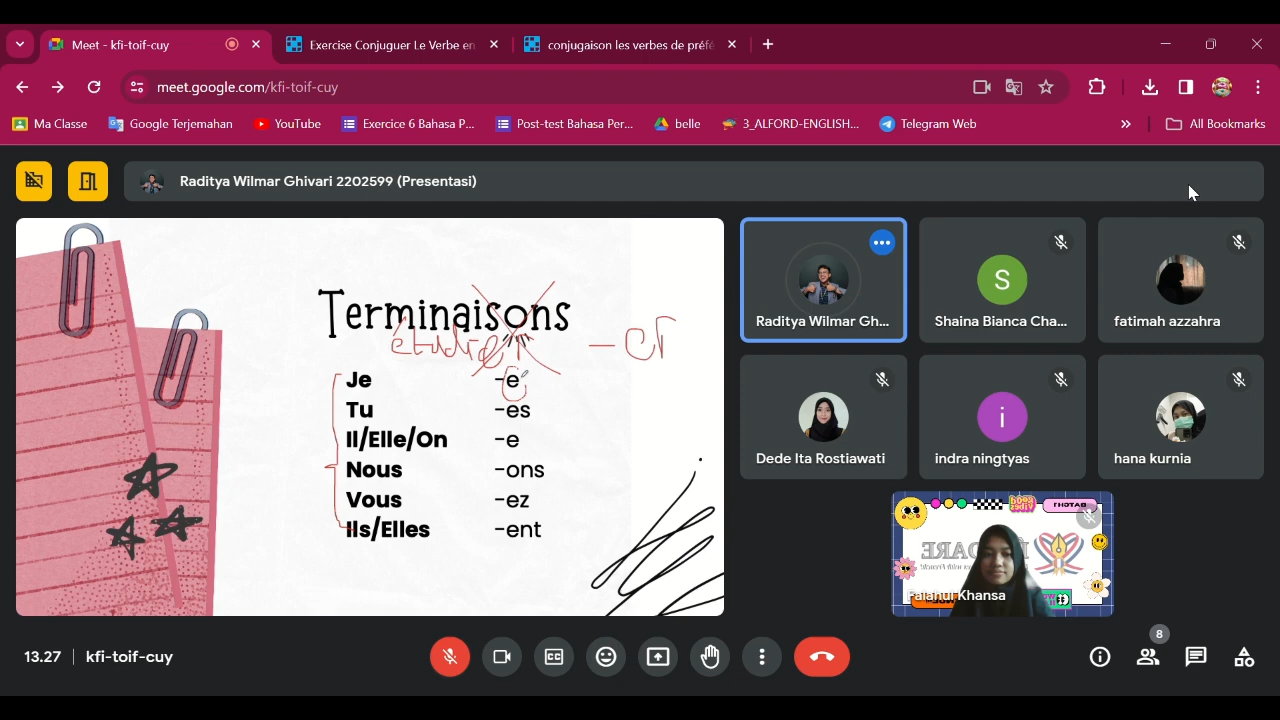 Meet - kfi-toif-cuy
Exercise Conjuguer Le Verbe en
conjugaison les verbes de préfé
meet.google.com/kfi-toif-cuy
Ma Classe
Google Terjemahan
YouTube
Exercice 6 Bahasa P...
Post-test Bahasa Per...
belle
3_ALFORD-ENGLISH...
Telegram Web
»
All Bookmarks
Raditya Wilmar Ghivari 2202599 (Presentasi)
Terminaisons
étudie
- er
Je -e
Tu -es
Il/Elle/On -e
Nous -ons
Vous -ez
Ils/Elles -ent
Raditya Wilmar Gh...
S
Shaina Bianca Cha...
fatimah azzahra
Dede Ita Rostiawati
i
indra ningtyas
hana kurnia
Falahur Khansa
13.27
kfi-toif-cuy
8